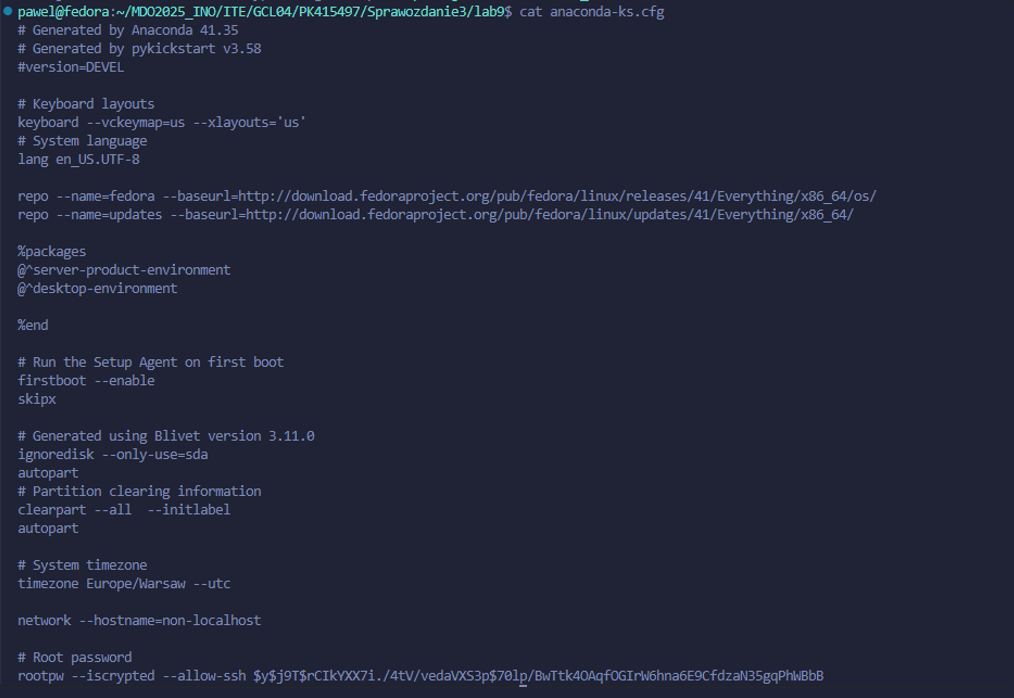 pawel@fedora:~/MDO2025_INO/ITE/GCL04/PK415497/Sprawozdanie3/lab9$ cat anaconda-ks.cfg
# Generated by Anaconda 41.35
# Generated by pykickstart v3.58
#version=DEVEL
# Keyboard layouts
keyboard --vckeymap=us --xlayouts='us'
# System language
lang en_US.UTF-8
repo --name=fedora --baseurl=http://download.fedoraproject.org/pub/fedora/linux/releases/41/Everything/x86_64/os/
repo --name=updates --baseurl=http://download.fedoraproject.org/pub/fedora/linux/updates/41/Everything/x86_64/
%packages
@^server-product-environment
@^desktop-environment
%end
# Run the Setup Agent on first boot
firstboot --enable
skipx
# Generated using Blivet version 3.11.0
ignoredisk --only-use=sda
autopart
# Partition clearing information
clearpart --all  --initlabel
autopart
# System timezone
timezone Europe/Warsaw --utc
network --hostname=non-localhost
# Root password
rootpw --iscrypted --allow-ssh $y$j9T$rCIkYXX7i./4tV/vedaVXS3p$70lp/BwTtk4OAqfOGIrW6hna6E9CfdzaN35gqPhWBbB